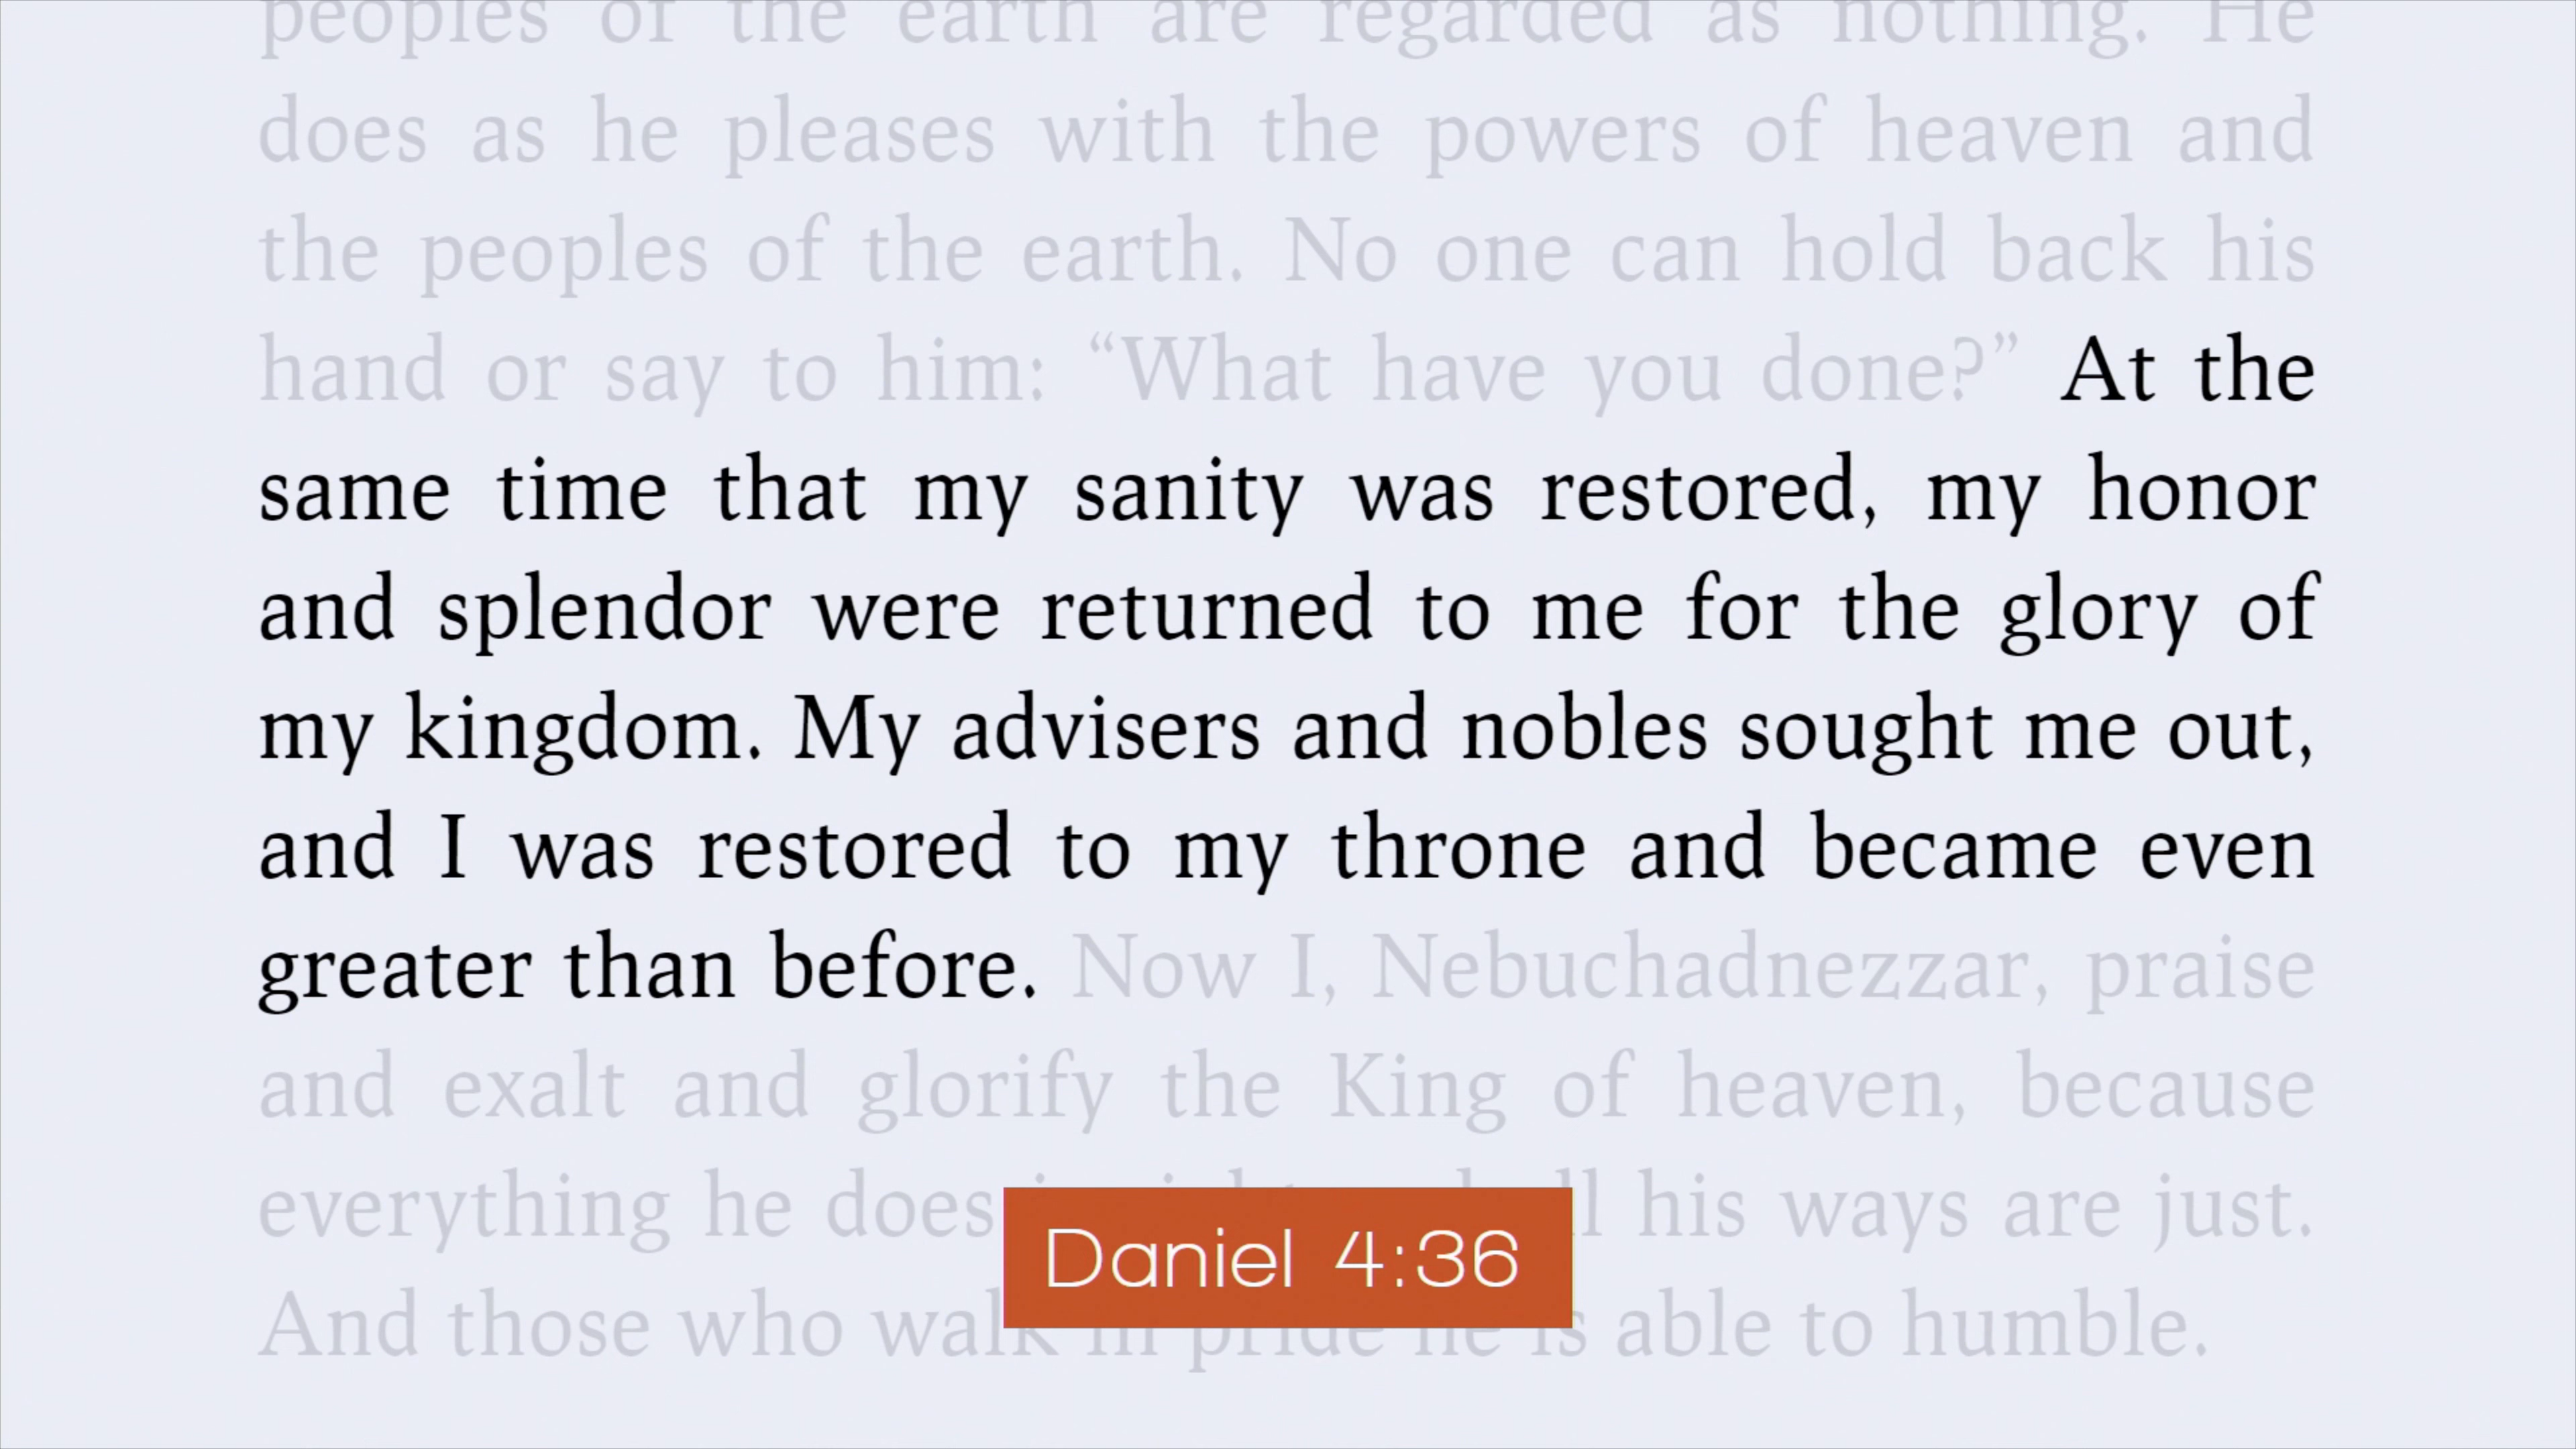 peoples of the earth are regarded as nothing. He
does as he pleases with the powers of heaven and
the peoples of the earth. No one can hold back his
hand or say to him: “What have you done?” At the
same time that my sanity was restored, my honor
and splendor were returned to me for the glory of
my kingdom. My advisers and nobles sought me out,
and I was restored to my throne and became even
greater than before. Now I, Nebuchadnezzar, praise
and exalt and glorify the King of heaven, because
everything he does his ways are just.
Daniel 4:36
And those who walk in pride he is able to humble.